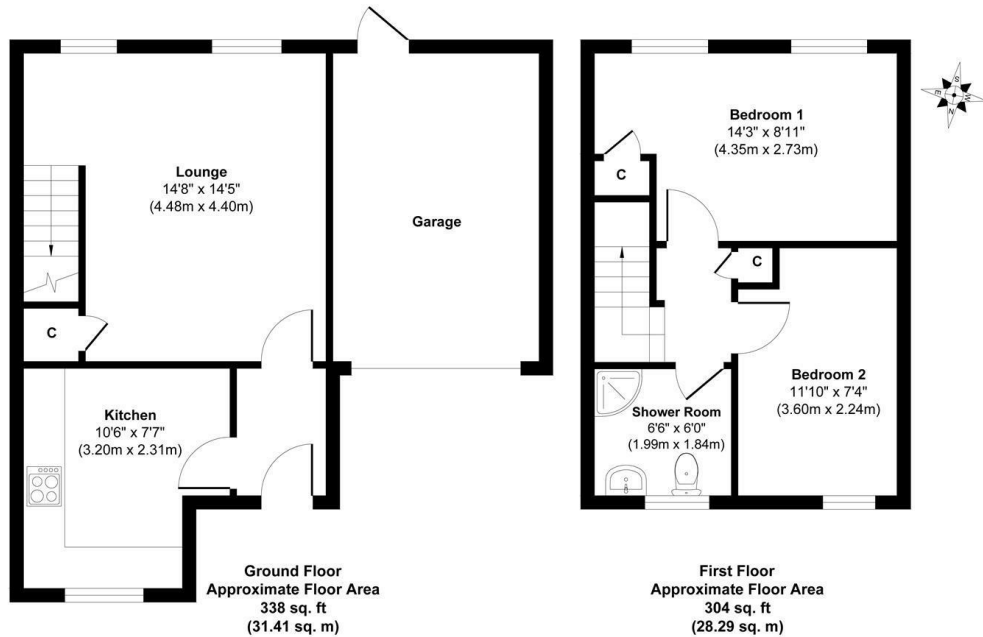 Lounge
14'8" x 14'5"
(4.48m x 4.40m)
Garage
C
Kitchen
10'6" x 7'7"
(3.20m x 2.31m)
Ground Floor
Approximate Floor Area
338 sq. ft
(31.41 sq. m)
Bedroom 1
14'3" x 8'11"
(4.35m x 2.73m)
C
C
Bedroom 2
11'10" x 7'4"
(3.60m x 2.24m)
Shower Room
6'6" x 6'0"
(1.99m x 1.84m)
First Floor
Approximate Floor Area
304 sq. ft
(28.29 sq. m)
S
E
W
N